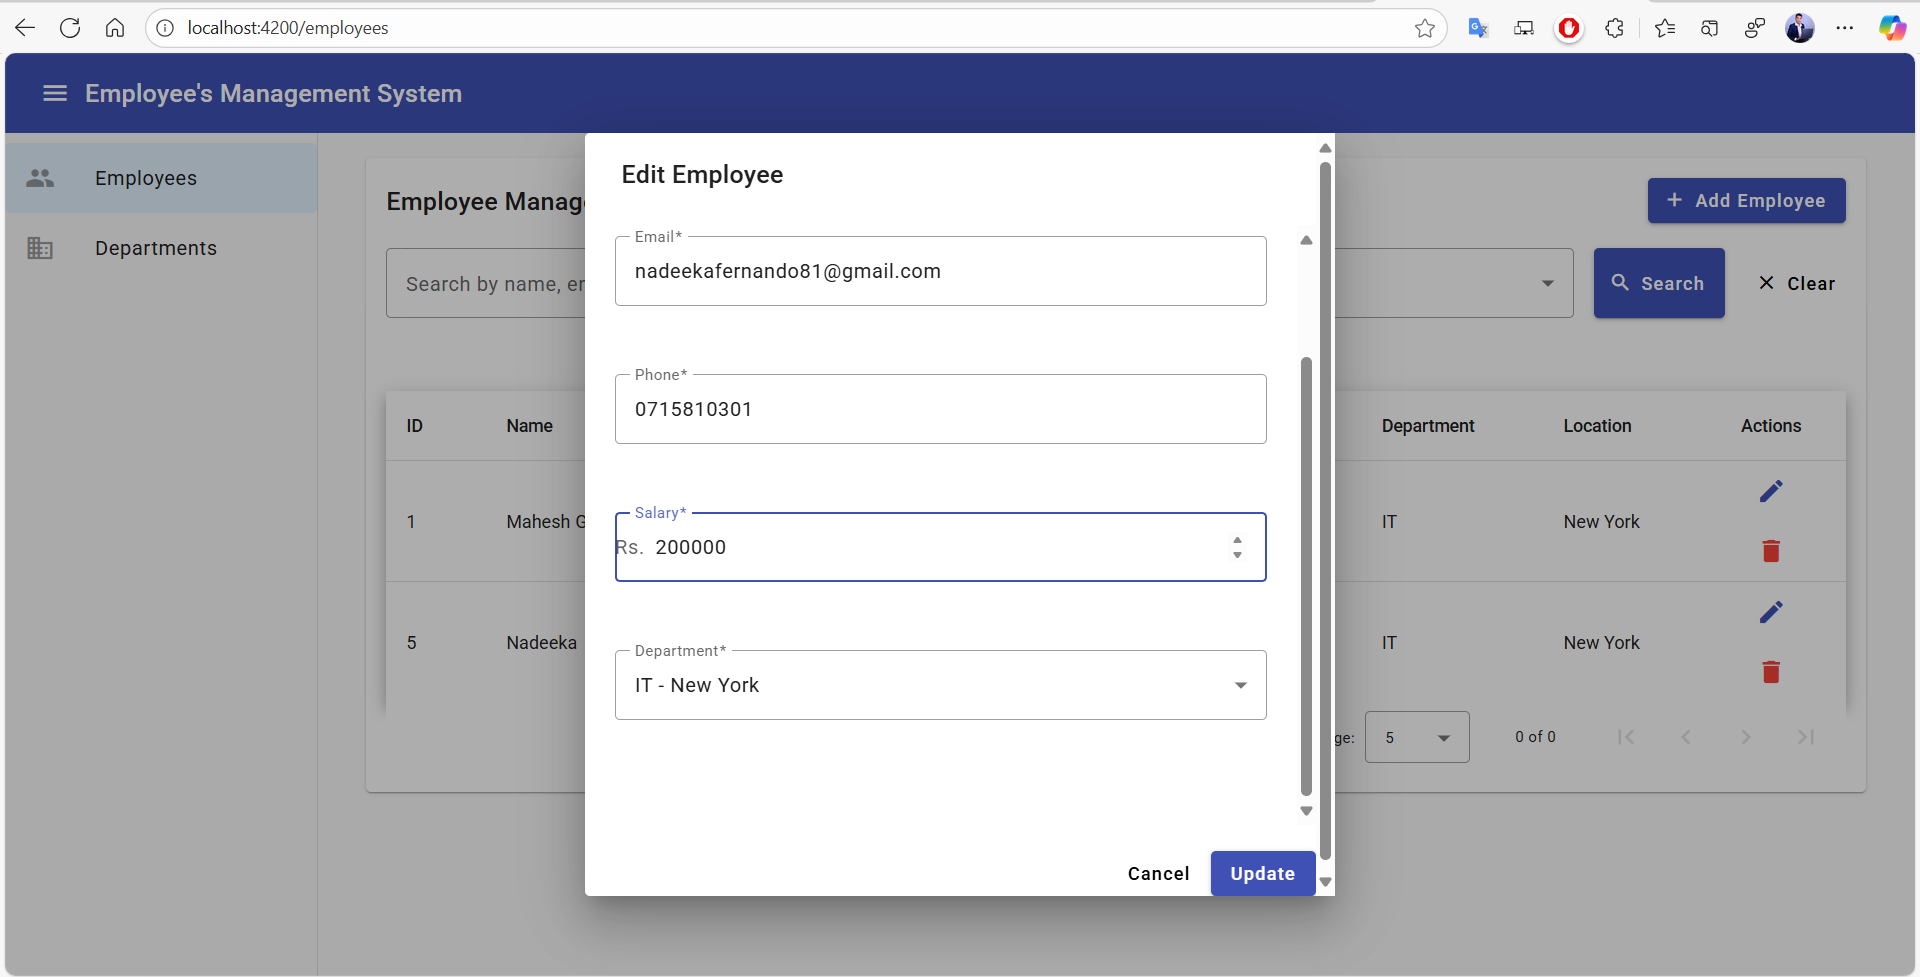 localhost:4200/employees
Employee's Management System
Employees
Departments
Employee Manag
Add Employee
Search by name, e
Search
Clear
ID
Name
Department
Location
Actions
1
Mahesh G
IT
New York
5
Nadeeka
IT
New York
ge:
5
0 of 0
Edit Employee
Email*
nadeekafernando81@gmail.com
Phone*
0715810301
Salary*
Rs. 200000
Department*
IT - New York
Cancel
Update